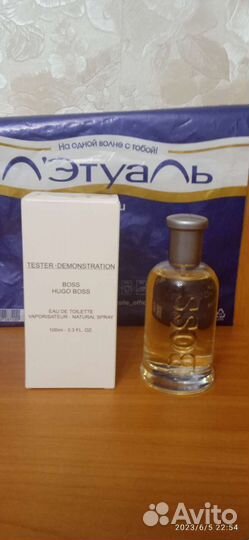 На одной волне с тобой!
Л'Этуаль
TESTER - DEMONSTRATION
BOSS
HUGO BOSS
EAU DE TOILETTE
VAPORISATEUR - NATURAL SPRAY
100ml - 3.3 FL. OZ
BOSS
Avito
2023/6/5 22:54